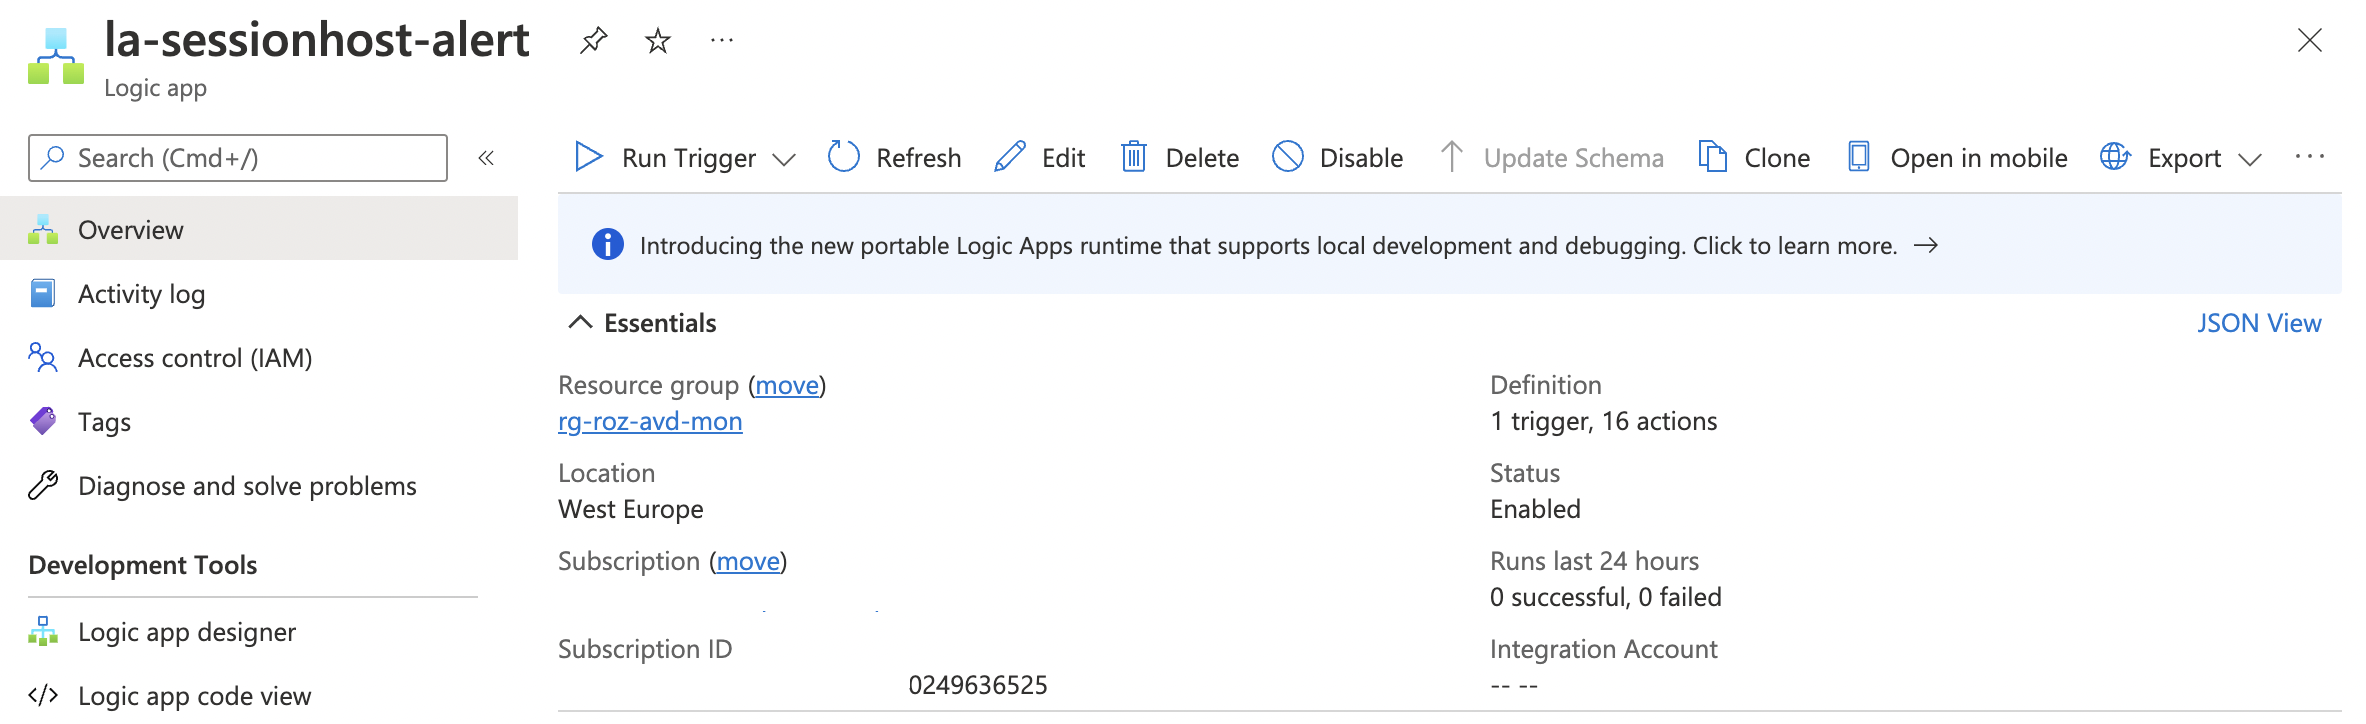 la-sessionhost-alert
Logic app
Search (Cmd+/)
«
Overview
Activity log
Access control (IAM)
Tags
Diagnose and solve problems
Development Tools
Logic app designer
Logic app code view
Run Trigger Refresh Edit Delete Disable Update Schema Clone Open in mobile Export
Introducing the new portable Logic Apps runtime that supports local development and debugging. Click to learn more. →
Essentials
JSON View
Resource group (move)
rg-roz-avd-mon
Location
West Europe
Subscription (move)
Subscription ID
0249636525
Definition
1 trigger, 16 actions
Status
Enabled
Runs last 24 hours
0 successful, 0 failed
Integration Account
-- --